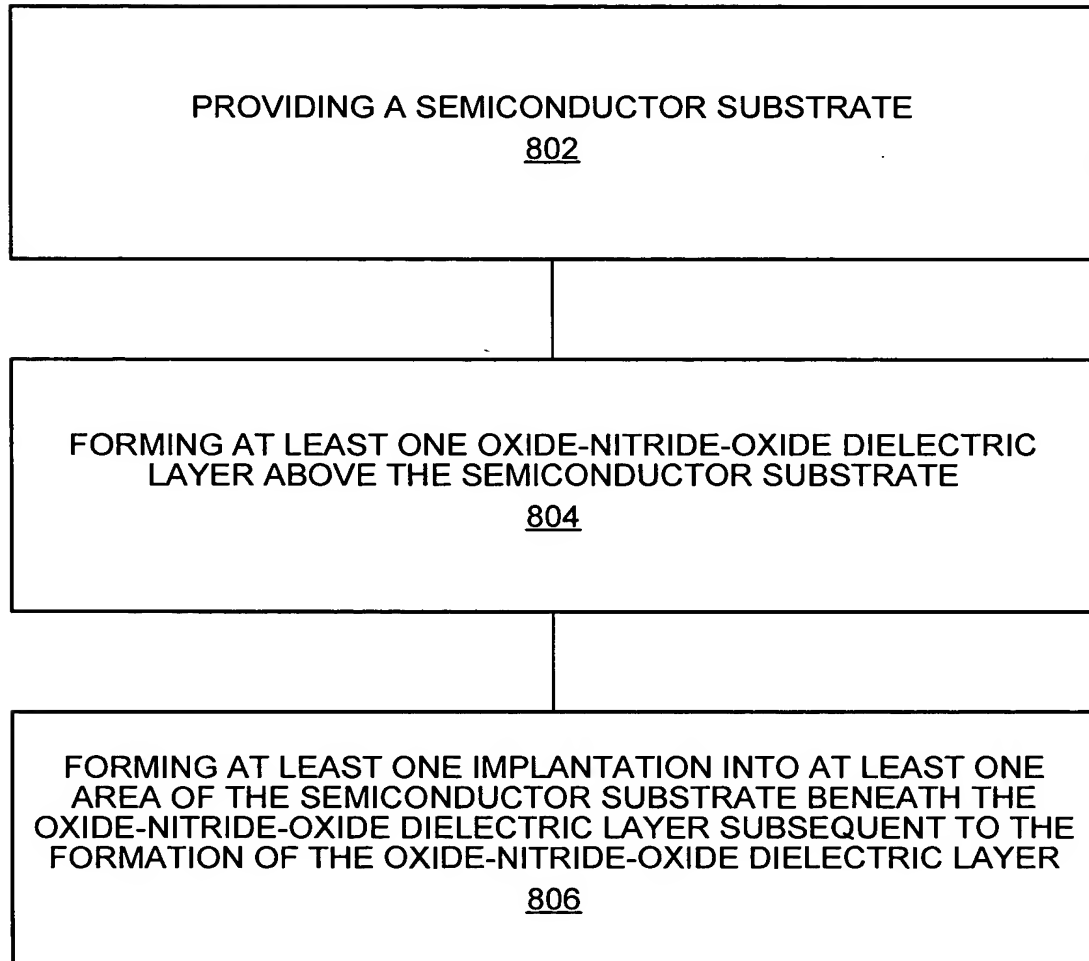 PROVIDING A SEMICONDUCTOR SUBSTRATE
802
FORMING AT LEAST ONE OXIDE-NITRIDE-OXIDE DIELECTRIC
LAYER ABOVE THE SEMICONDUCTOR SUBSTRATE
804
FORMING AT LEAST ONE IMPLANTATION INTO AT LEAST ONE
AREA OF THE SEMICONDUCTOR SUBSTRATE BENEATH THE
OXIDE-NITRIDE-OXIDE DIELECTRIC LAYER SUBSEQUENT TO THE
FORMATION OF THE OXIDE-NITRIDE-OXIDE DIELECTRIC LAYER
806